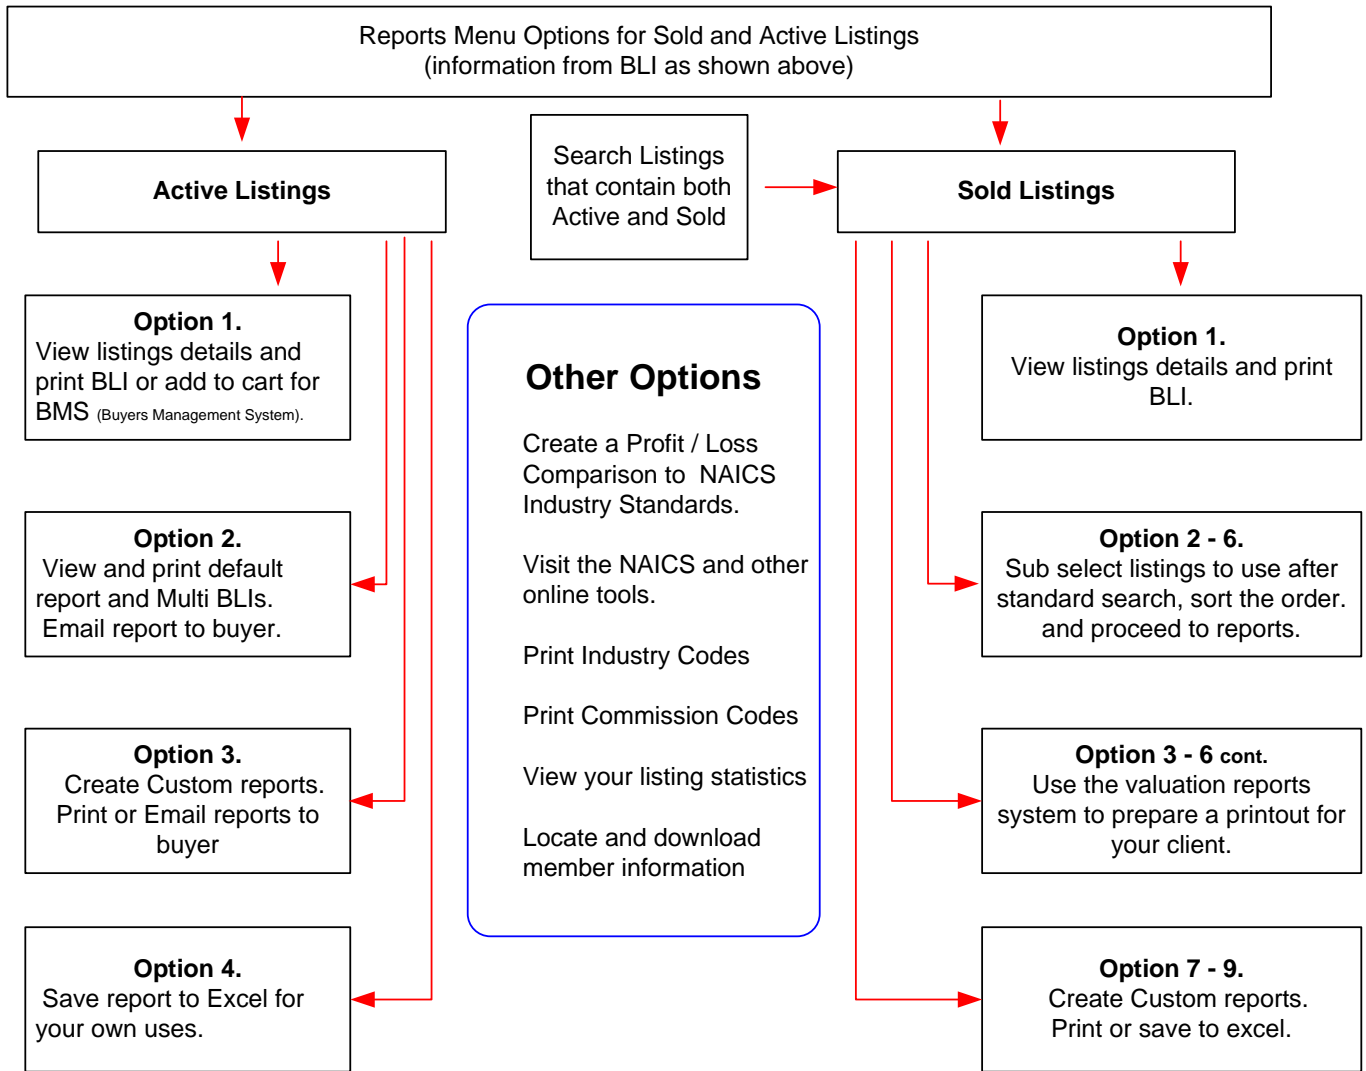 Reports Menu Options for Sold and Active Listings
(information from BLI as shown above)
Active Listings
Search Listings
that contain both
Active and Sold
Sold Listings
Option 1.
View listings details and
print BLI or add to cart for
BMS (Buyers Management System).
Option 2.
View and print default
report and Multi BLIs.
Email report to buyer.
Option 3.
Create Custom reports.
Print or Email reports to
buyer
Option 4.
Save report to Excel for
your own uses.
Other Options
Create a Profit / Loss
Comparison to NAICS
Industry Standards.
Visit the NAICS and other
online tools.
Print Industry Codes
Print Commission Codes
View your listing statistics
Locate and download
member information
Option 1.
View listings details and print
BLI.
Option 2 - 6.
Sub select listings to use after
standard search, sort the order.
and proceed to reports.
Option 3 - 6 cont.
Use the valuation reports
system to prepare a printout for
your client.
Option 7 - 9.
Create Custom reports.
Print or save to excel.